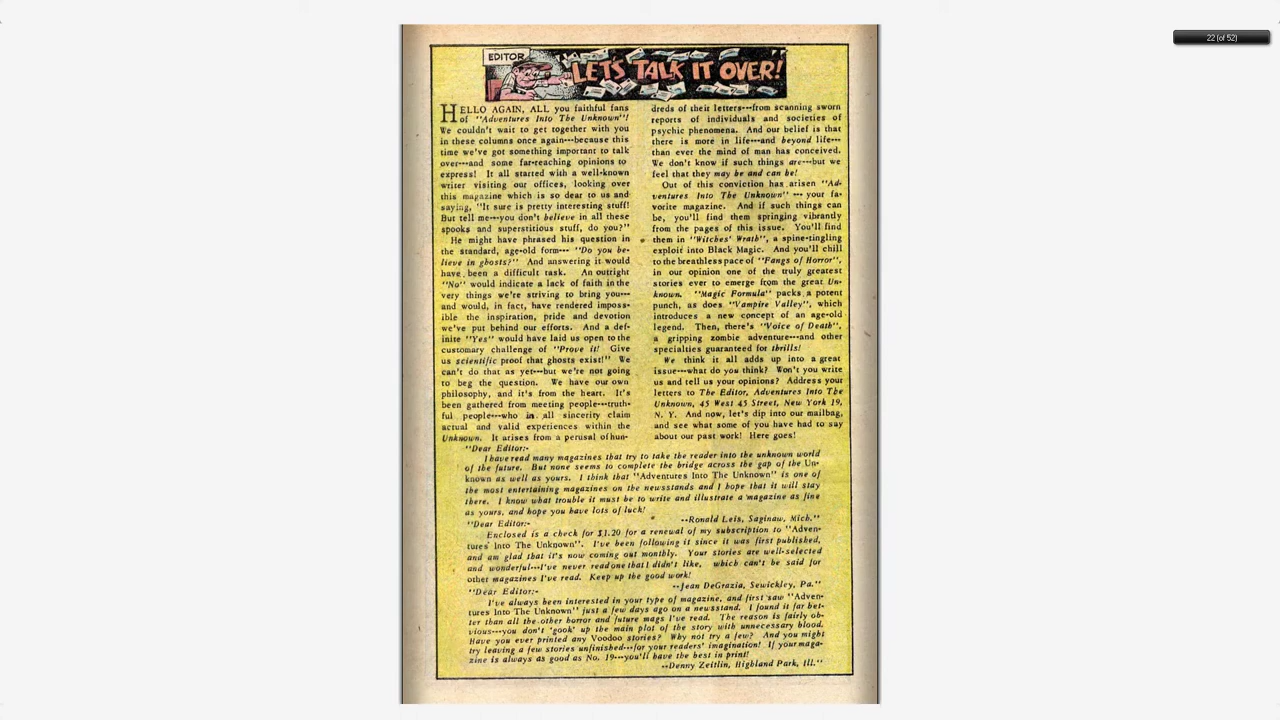 22 (of 52)
EDITOR
LET'S TALK IT OVER!
HELLO AGAIN, ALL you faithful fans
of "Adventures Into The Unknown"!
We couldn't wait to get together with you
in these columns once again---because this
time we've got something important to talk
over---and some far-reaching opinions to
express! It all started with a well-known
writer visiting our offices, looking over
this magazine which is so dear to us and
saying, "It sure is pretty interesting stuff!
But tell me---you don't believe in all these
spooks and superstitious stuff, do you?"
He might have phrased his question in
the standard, age-old form--- "Do you be-
lieve in ghosts?" And answering it would
have been a difficult task. An outright
"No" would indicate a lack of faith in the
very things we're striving to bring you---
and would, in fact, have rendered imposs-
ible the inspiration, pride and devotion
we've put behind our efforts. And a def-
inite "Yes" would have laid us open to the
customary challenge of "Prove it! Give
us scientific proof that ghosts exist!" We
can't do that as yet---but we're not going
to beg the question. We have our own
philosophy, and it's from the heart. It's
been gathered from meeting people---truth-
ful people---who in all sincerity claim
actual and valid experiences within the
Unknown. It arises from a perusal of hun-
dreds of their letters---from scanning sworn
reports of individuals and societies of
psychic phenomena. And our belief is that
there is more in life---and beyond life---
than ever the mind of man has conceived.
We don't know if such things are---but we
feel that they may be and can be!
Out of this conviction has arisen "Ad-
ventures Into The Unknown" --- your fa-
vorite magazine. And if such things can
be, you'll find them springing vibrantly
from the pages of this issue. You'll find
them in "Witches' Wrath", a spine-tingling
exploit into Black Magic. And you'll chill
to the breathless pace of "Fangs of Horror",
in our opinion one of the truly greatest
stories ever to emerge from the great Un-
known. "Magic Formula" packs a potent
punch, as does "Vampire Valley", which
introduces a new concept of an age-old
legend. Then, there's "Voice of Death",
a gripping zombie adventure---and other
specialties guaranteed for thrills!
We think it all adds up into a great
issue---what do you think? Won't you write
us and tell us your opinions? Address your
letters to The Editor, Adventures Into The
Unknown, 45 West 45 Street, New York 19,
N. Y. And now, let's dip into our mailbag,
and see what some of you have had to say
about our past work! Here goes!
"Dear Editor:-
I have read many magazines that try to take the reader into the unknown world
of the future. But none seems to complete the bridge across the gap of the Un-
known as well as yours. I think that "Adventures Into The Unknown" is one of
the most entertaining magazines on the newsstands and I hope that it will stay
there. I know what trouble it must be to write and illustrate a magazine as fine
as yours, and hope you have lots of luck!
--Ronald Leis, Saginaw, Mich."
"Dear Editor:-
Enclosed is a check for $1.20 for a renewal of my subscription to "Adven-
tures Into The Unknown". I've been following it since it was first published,
and am glad that it's now coming out monthly. Your stories are well-selected
and wonderful---I've never read one that I didn't like, which can't be said for
other magazines I've read. Keep up the good work!
--Jean DeGrazia, Sewickley, Pa."
"Dear Editor:-
I've always been interested in your type of magazine, and first saw "Adven-
tures Into The Unknown" just a few days ago on a newsstand. I found it far bet-
ter than all the other horror and future mags I've read. The reason is fairly ob-
vious---you don't 'gook' up the main plot of the story with unnecessary blood.
Have you ever printed any Voodoo stories? Why not try a few? And you might
try leaving a few stories unfinished---for your readers' imagination! If your maga-
zine is always as good as No. 19---you'll have the best in print!
--Denny Zeitlin, Highland Park, Ill."